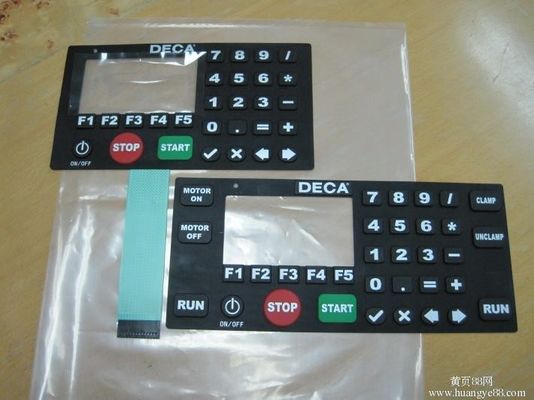 DECA
7 8 9 /
4 5 6 *
1 2 3 −
F1 F2 F3 F4 F5
0 . = +
STOP START
ON/OFF
DECA
MOTOR ON
7 8 9 /
CLAMP
MOTOR OFF
4 5 6 *
UNCLAMP
1 2 3 −
F1 F2 F3 F4 F5
0 . = +
RUN STOP START RUN
ON/OFF
黄页88网
www.huangye88.com